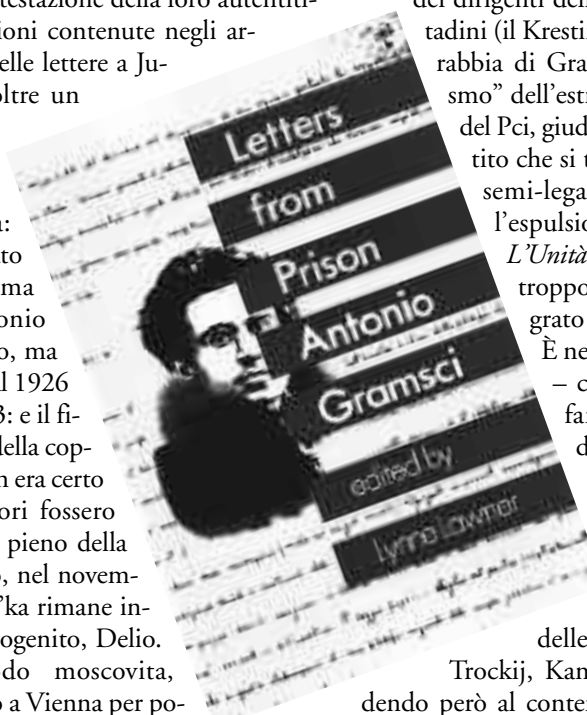 testazione della loro autentiti-
ioni contenute negli ar-
elle lettere a Ju-
oltre un
a:
to
ma
onio
o, ma
l 1926
3: e il fi-
della cop-
n era certo
ori fossero
pieno della
o, nel novem-
'ka rimane in-
ogenito, Delio.
do moscovita,
o a Vienna per po-
Letters
from
Prison
Antonio
Gramsci
edited by
Lynne Lawner
dei dirigenti del
tadini (il Kresti
rabbia di Gra
smo” dell'estr
del Pci, giud
tito che si t
semi-lega
l'espulsio
L'Unità
troppo
grato
È ne
– c
fa
d
delle
Trockij, Kam
dendo però al conte